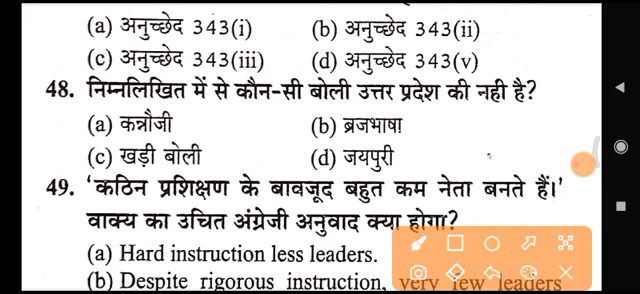 (a) अनुच्छेद 343(i) (b) अनुच्छेद 343(ii)
(c) अनुच्छेद 343(iii) (d) अनुच्छेद 343(v)
48. निम्नलिखित में से कौन-सी बोली उत्तर प्रदेश की नही है?
(a) कन्नौजी (b) ब्रजभाषा
(c) खड़ी बोली (d) जयपुरी
49. 'कठिन प्रशिक्षण के बावजूद बहुत कम नेता बनते हैं।'
वाक्य का उचित अंग्रेजी अनुवाद क्या होगा?
(a) Hard instruction less leaders.
(b) Despite rigorous instruction, very few leaders